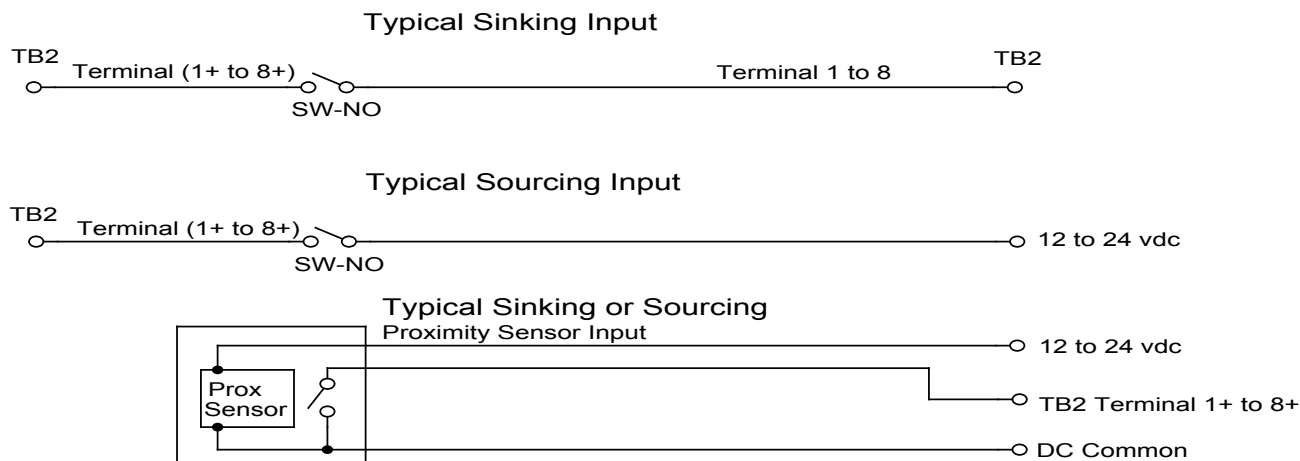 Typical Sinking Input
TB2
Terminal (1+ to 8+)
SW-NO
Terminal 1 to 8
TB2
Typical Sourcing Input
TB2
Terminal (1+ to 8+)
SW-NO
12 to 24 vdc
Typical Sinking or Sourcing
Proximity Sensor Input
12 to 24 vdc
Prox
Sensor
TB2 Terminal 1+ to 8+
DC Common